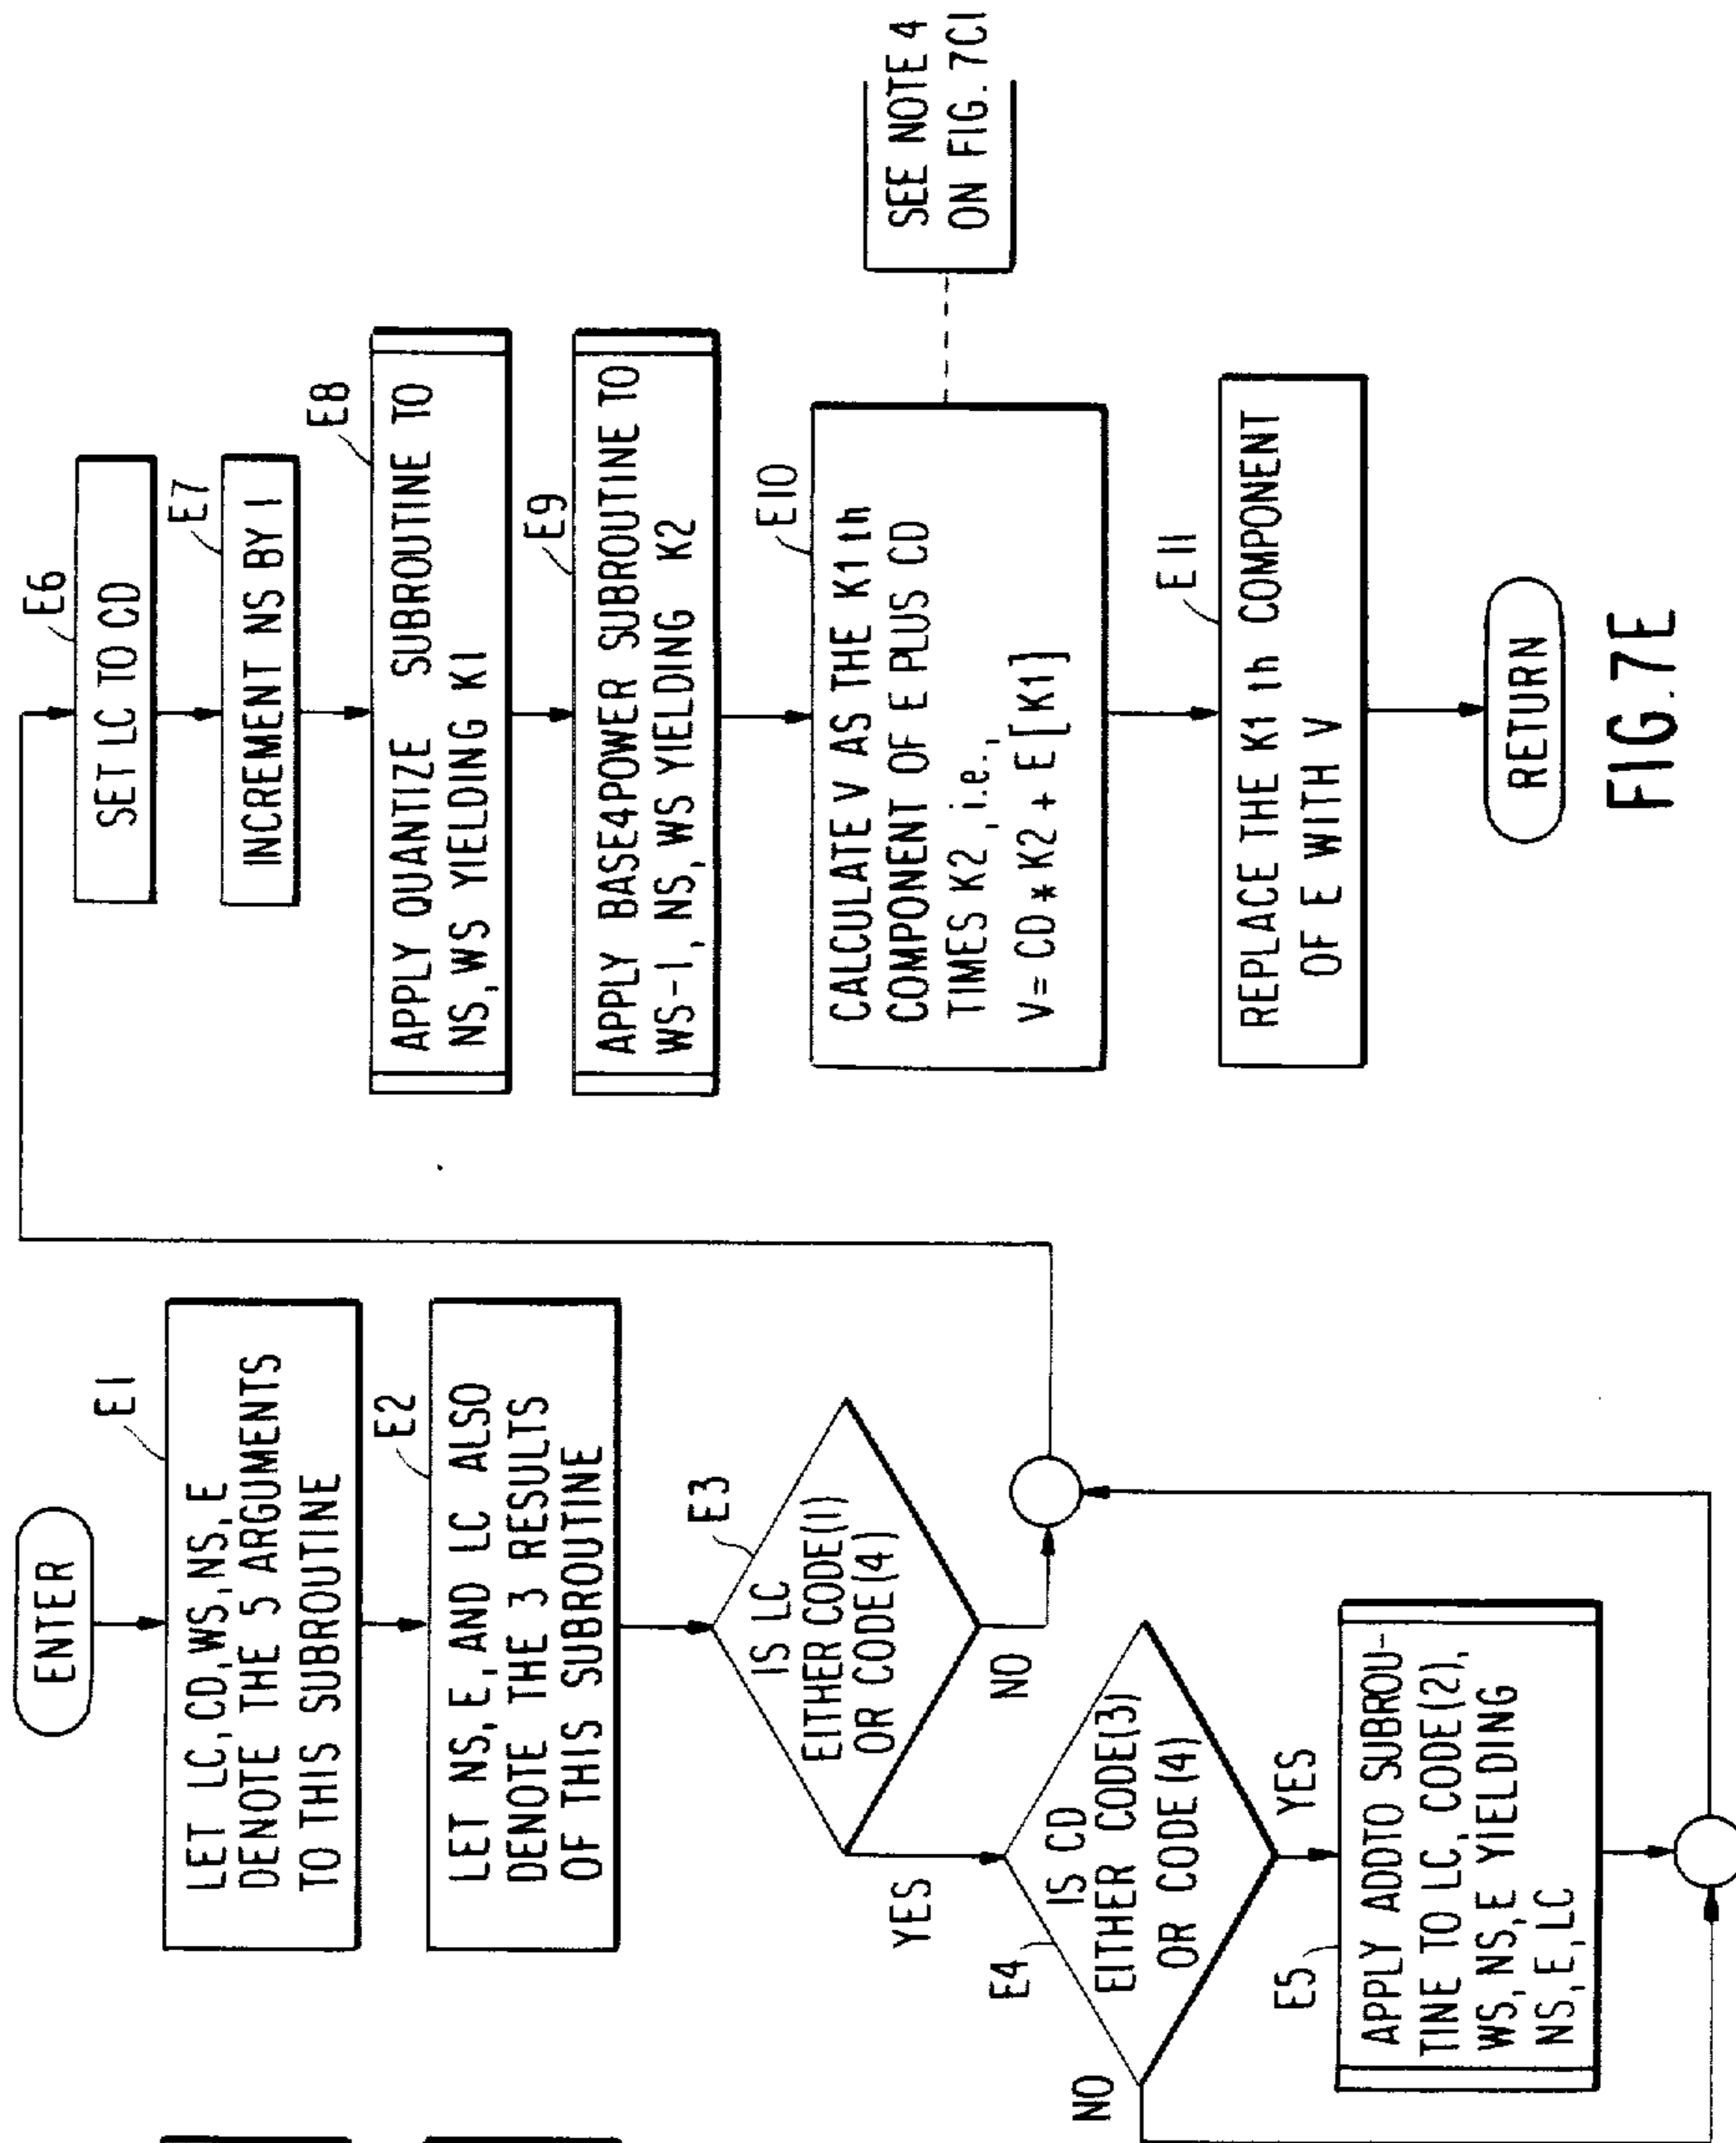 ENTER
E1
LET LC,CD,WS,NS,E
DENOTE THE 5 ARGUMENTS
TO THIS SUBROUTINE
E2
LET NS,E, AND LC ALSO
DENOTE THE 3 RESULTS
OF THIS SUBROUTINE
E3
IS LC
EITHER CODE(1)
OR CODE(4)
NO
YES
E4
IS CD
EITHER CODE(3)
OR CODE(4)
NO
YES
E5
APPLY ADDTO SUBROU-
TINE TO LC, CODE(2),
WS,NS,E YIELDING
NS,E,LC
E6
SET LC TO CD
E7
INCREMENT NS BY 1
E8
APPLY QUANTIZE SUBROUTINE TO
NS,WS YIELDING K1
E9
APPLY BASE4POWER SUBROUTINE TO
WS-1, NS, WS YIELDING K2
E10
CALCULATE V AS THE K1th
COMPONENT OF E PLUS CD
TIMES K2, i.e.,
V= CD * K2 + E [K1]
SEE NOTE 4
ON FIG. 7C1
E11
REPLACE THE K1 th COMPONENT
OF E WITH V
RETURN
FIG.7E